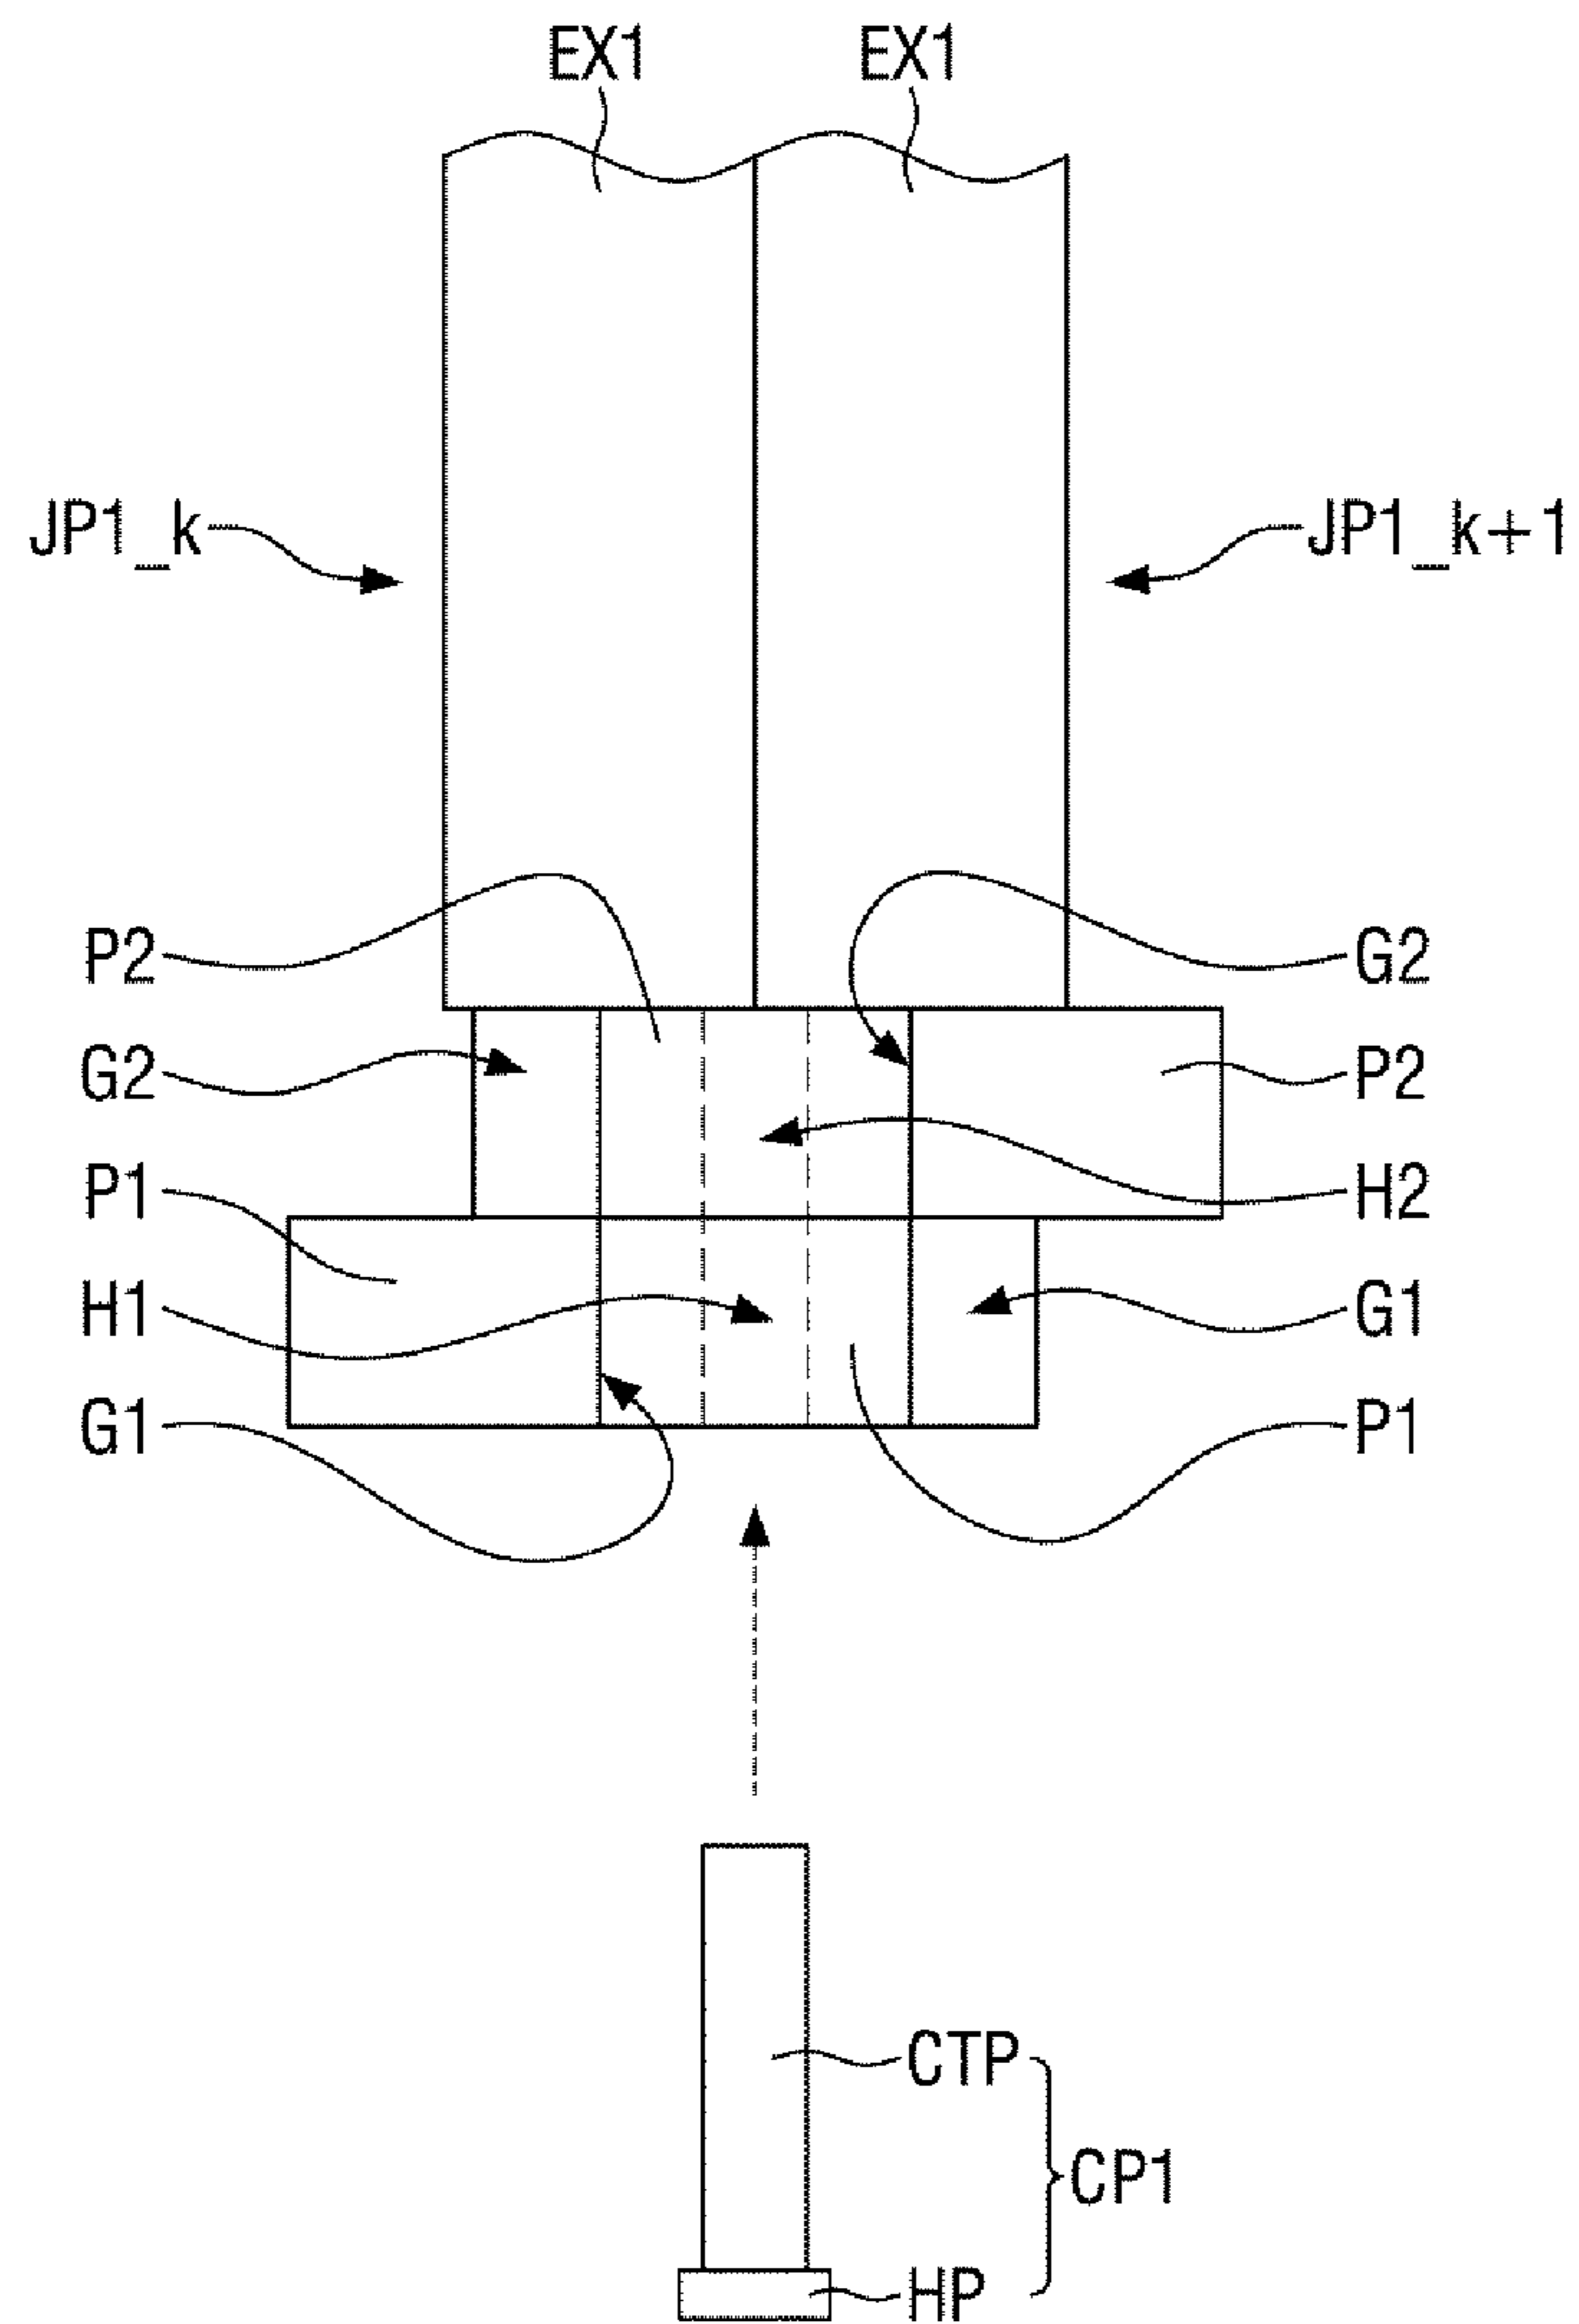 EX1 EX1
JP1_k JP1_k+1
P2 G2
G2 P2
P1 H2
H1 G1
G1 P1
CTP
CP1
HP